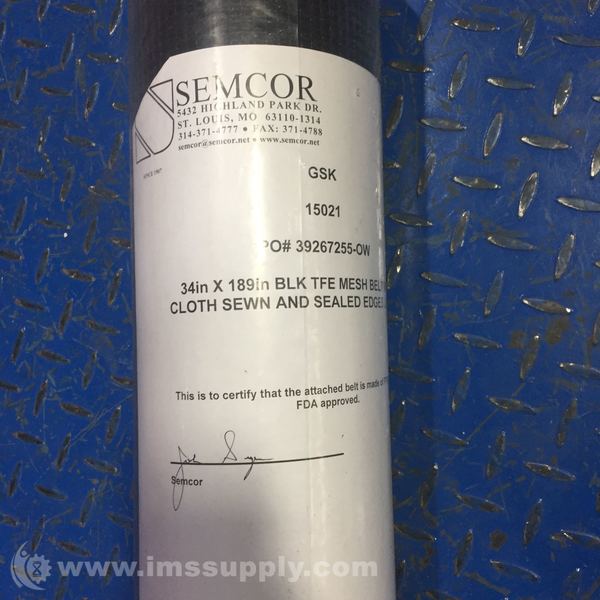 SEMCOR
5432 HIGHLAND PARK DR.
ST. LOUIS, MO 63110-1314
314-371-4777 • FAX: 371-4788
semcor@semcor.net • www.semcor.net
SINCE 1967
GSK
15021
PO# 39267255-OW
34in X 189in BLK TFE MESH
CLOTH SEWN AND SEALED
This is to certify that the attached belt is made of
FDA approved.
Semcor
www.imssupply.com